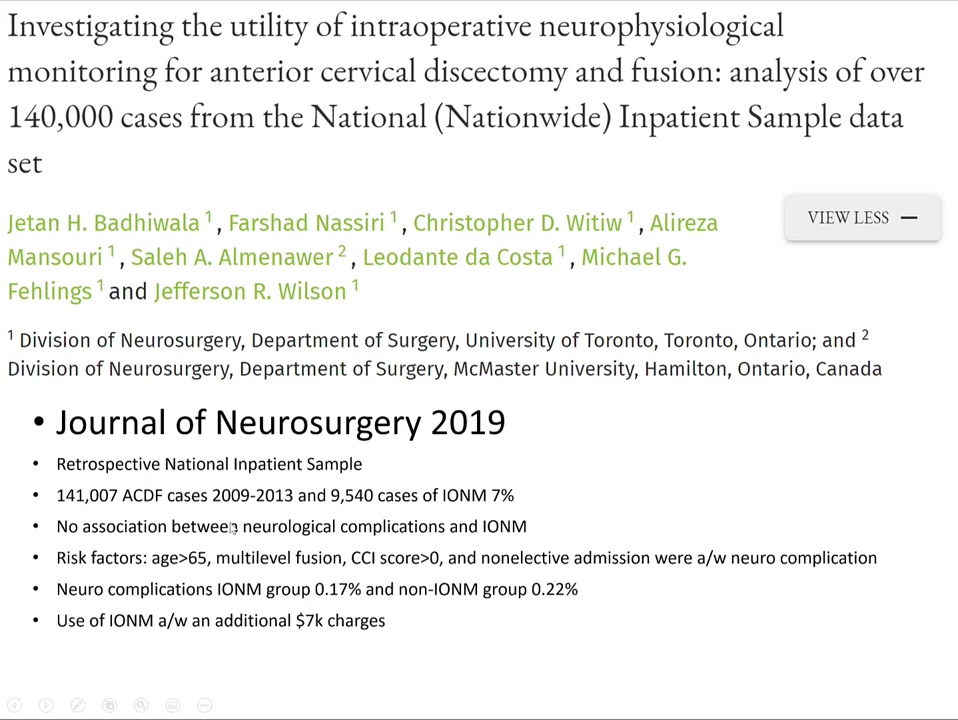 Investigating the utility of intraoperative neurophysiological
monitoring for anterior cervical discectomy and fusion: analysis of over
140,000 cases from the National (Nationwide) Inpatient Sample data
set
VIEW LESS —
Jetan H. Badhiwala 1, Farshad Nassiri 1, Christopher D. Witiw 1, Alireza
Mansouri 1, Saleh A. Almenawer 2, Leodante da Costa 1, Michael G.
Fehlings 1 and Jefferson R. Wilson 1
1 Division of Neurosurgery, Department of Surgery, University of Toronto, Toronto, Ontario; and 2
Division of Neurosurgery, Department of Surgery, McMaster University, Hamilton, Ontario, Canada
• Journal of Neurosurgery 2019
• Retrospective National Inpatient Sample
• 141,007 ACDF cases 2009-2013 and 9,540 cases of IONM 7%
• No association between neurological complications and IONM
• Risk factors: age>65, multilevel fusion, CCI score>0, and nonelective admission were a/w neuro complication
• Neuro complications IONM group 0.17% and non-IONM group 0.22%
• Use of IONM a/w an additional $7k charges